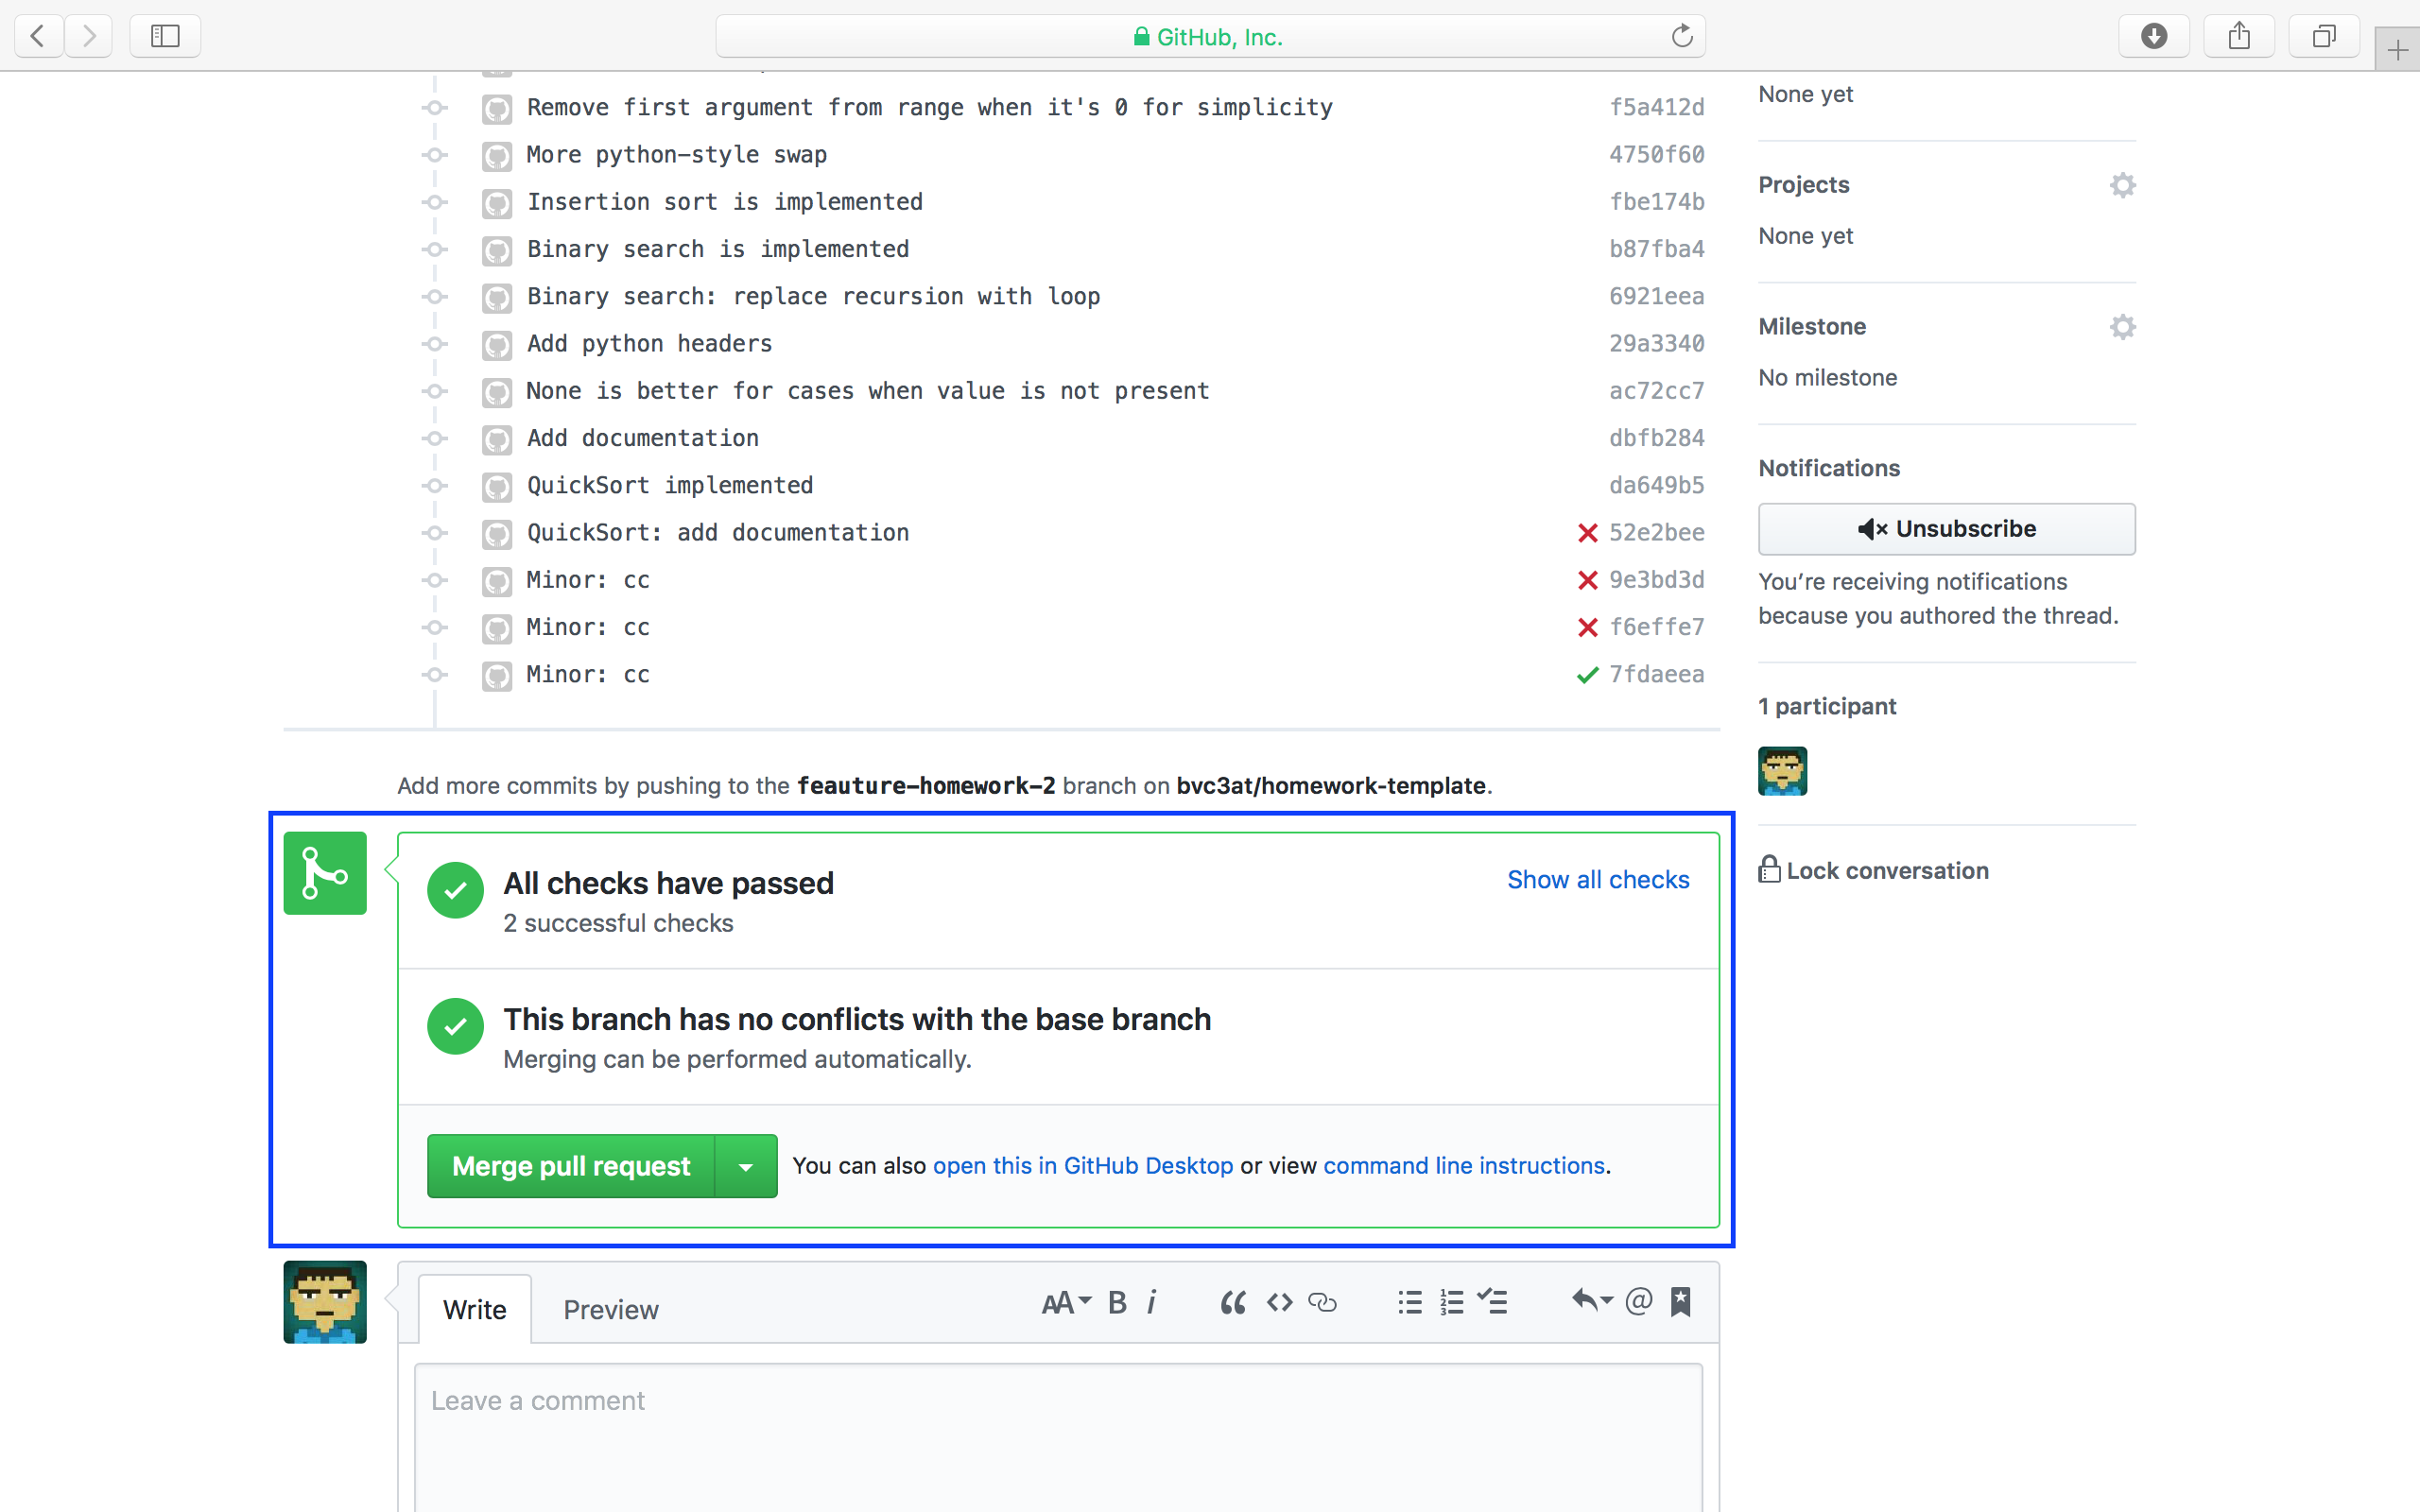 GitHub, Inc.
Remove first argument from range when it's 0 for simplicity f5a412d
More python-style swap 4750f60
Insertion sort is implemented fbe174b
Binary search is implemented b87fba4
Binary search: replace recursion with loop 6921eea
Add python headers 29a3340
None is better for cases when value is not present ac72cc7
Add documentation dbfb284
QuickSort implemented da649b5
QuickSort: add documentation 52e2bee
Minor: cc 9e3bd3d
Minor: cc f6effe7
Minor: cc 7fdaeea
Add more commits by pushing to the feauture-homework-2 branch on bvc3at/homework-template.
All checks have passed
Show all checks
2 successful checks
This branch has no conflicts with the base branch
Merging can be performed automatically.
Merge pull request
You can also open this in GitHub Desktop or view command line instructions.
Write
Preview
AA B i
Leave a comment
None yet
Projects
None yet
Milestone
No milestone
Notifications
Unsubscribe
You’re receiving notifications
because you authored the thread.
1 participant
Lock conversation